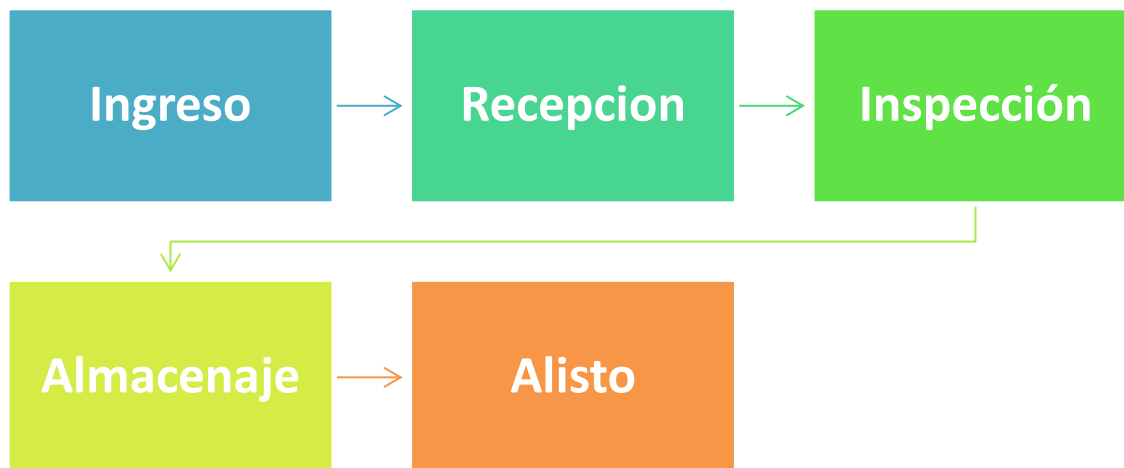 Ingreso
Recepcion
Inspección
Almacenaje
Alisto